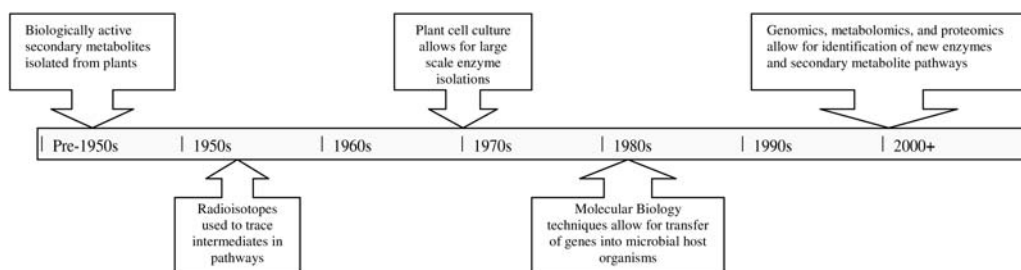 Biologically active
secondary metabolites
isolated from plants
Plant cell culture
allows for large
scale enzyme
isolations
Genomics, metabolomics, and proteomics
allow for identification of new enzymes
and secondary metabolite pathways
Pre-1950s
1950s
1960s
1970s
1980s
1990s
2000+
Radioisotopes
used to trace
intermediates in
pathways
Molecular Biology
techniques allow for transfer
of genes into microbial host
organisms